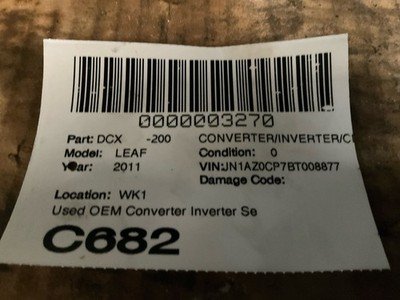 0000003270
Part: DCX -200 CONVERTER/INVERTER/C
Model: LEAF Condition: 0
Year: 2011 VIN:JN1AZ0CP7BT008877
Damage Code:
Location: WK1
Used OEM Converter Inverter Se
C682